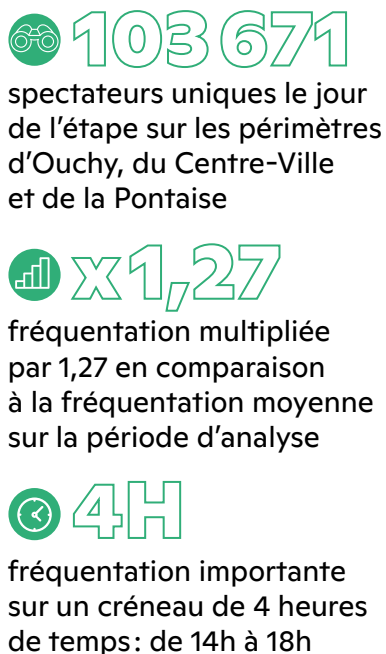 103 671
spectateurs uniques le jour
de l’étape sur les périmètres
d’Ouchy, du Centre-Ville
et de la Pontaise
x1,27
fréquentation multipliée
par 1,27 en comparaison
à la fréquentation moyenne
sur la période d’analyse
4H
fréquentation importante
sur un créneau de 4 heures
de temps: de 14h à 18h